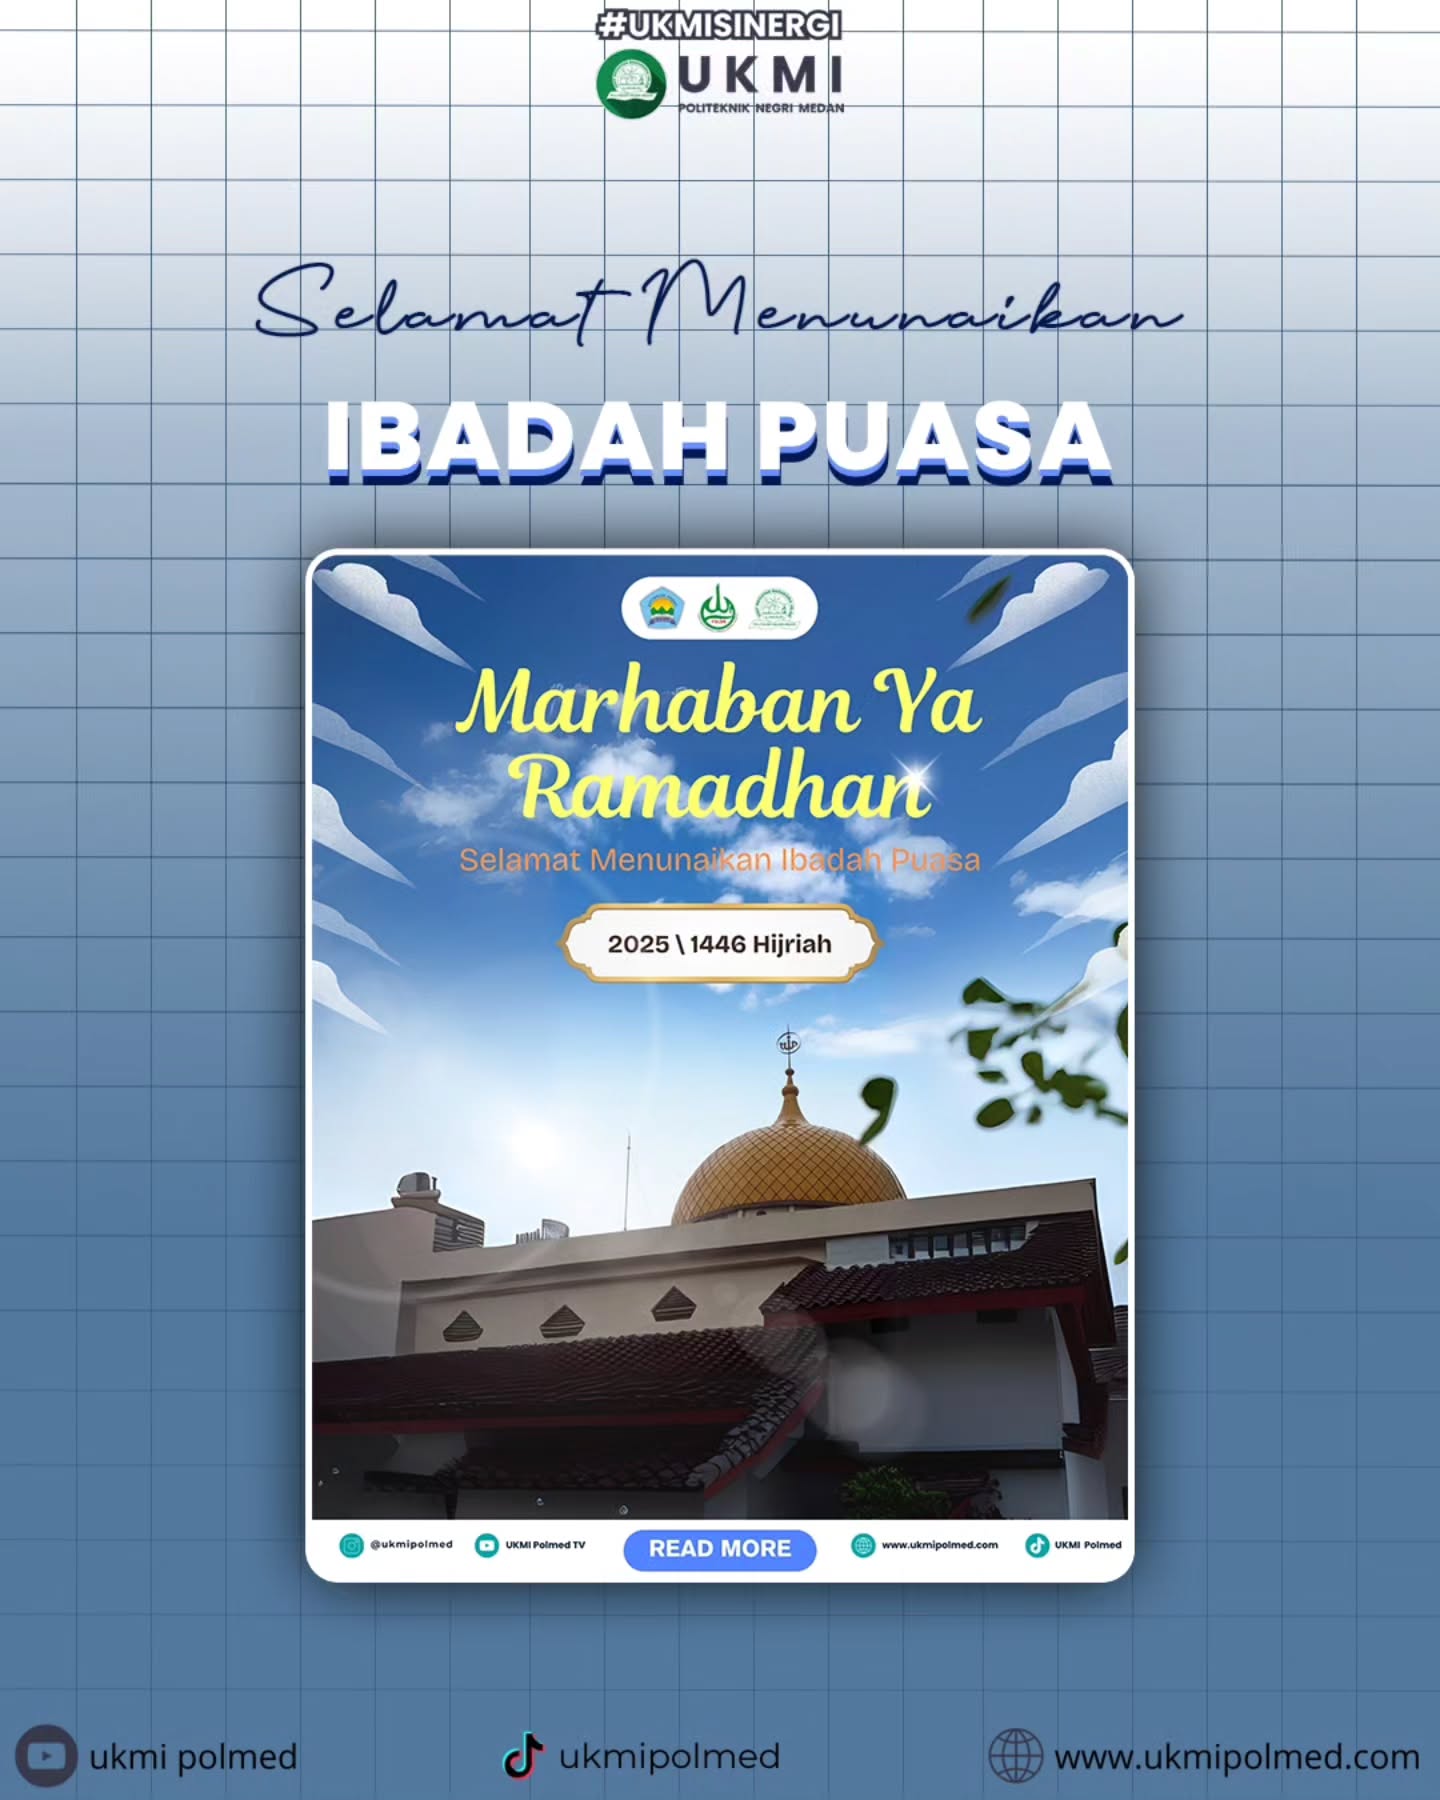 #UKMISINERGI
UKMI
POLITEKNIK NEGRI MEDAN
Selamat Menunaikan
IBADAH PUASA
Marhaban Ya
Ramadhan
Selamat Menunaikan Ibadah Puasa
2025 \ 1446 Hijriah
@ukmipolmed
UKMI Polmed TV
READ MORE
www.ukmipolmed.com
UKMI Polmed
ukmi polmed
ukmipolmed
www.ukmipolmed.com